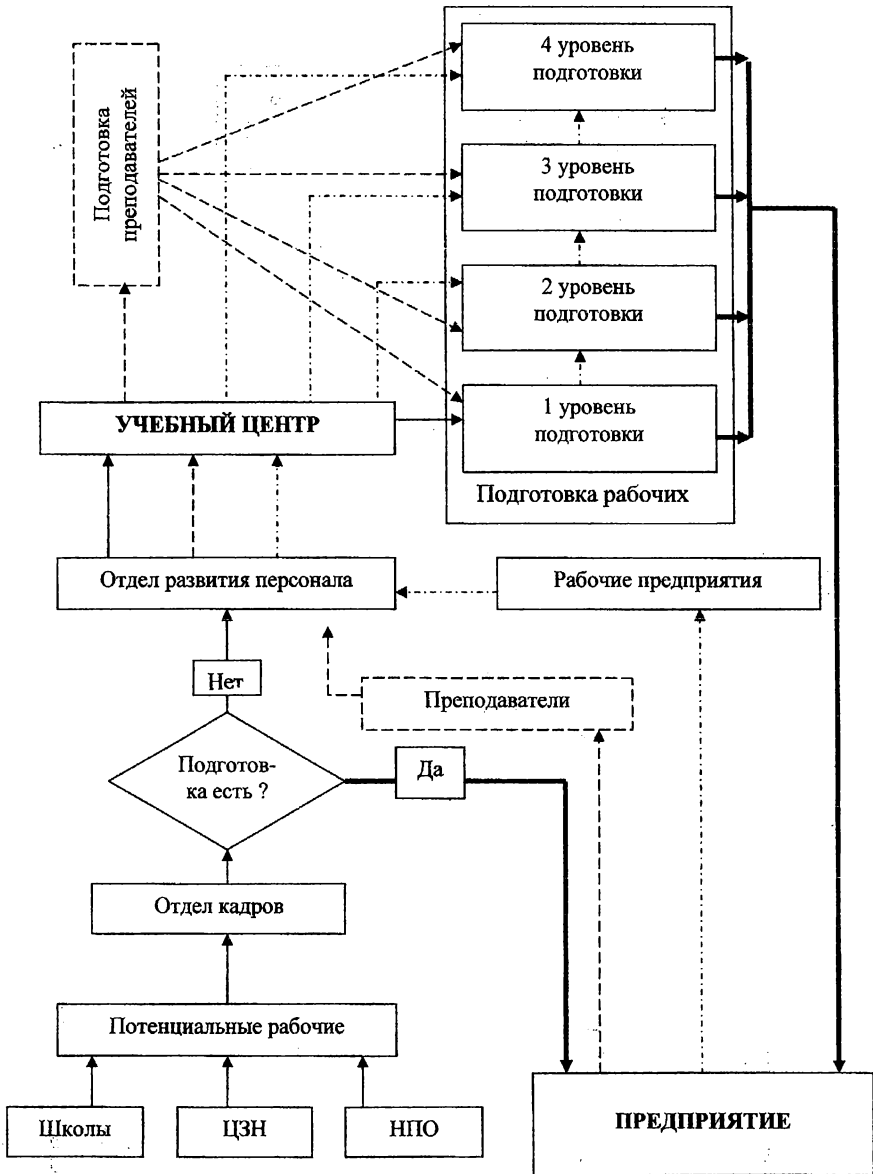 4 уровень
подготовки
Подготовка
преподавателей
3 уровень
подготовки
2 уровень
подготовки
УЧЕБНЫЙ ЦЕНТР
1 уровень
подготовки
Подготовка рабочих
Отдел развития персонала
Рабочие предприятия
Нет
Преподаватели
Подготов-
ка есть ?
Да
Отдел кадров
Потенциальные рабочие
Школы
ЦЗН
НПО
ПРЕДПРИЯТИЕ